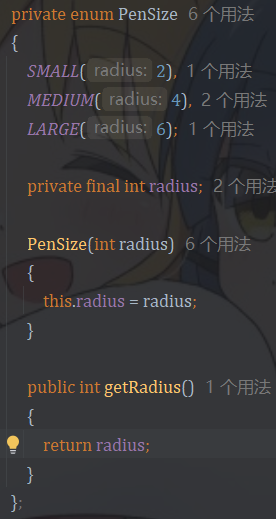 private enum PenSize 6 个用法
{
SMALL( radius: 2), 1 个用法
MEDIUM( radius: 4), 2 个用法
LARGE( radius: 6); 1 个用法
private final int radius; 2 个用法
PenSize(int radius) 6 个用法
{
this.radius = radius;
}
public int getRadius() 1 个用法
{
return radius;
}
};